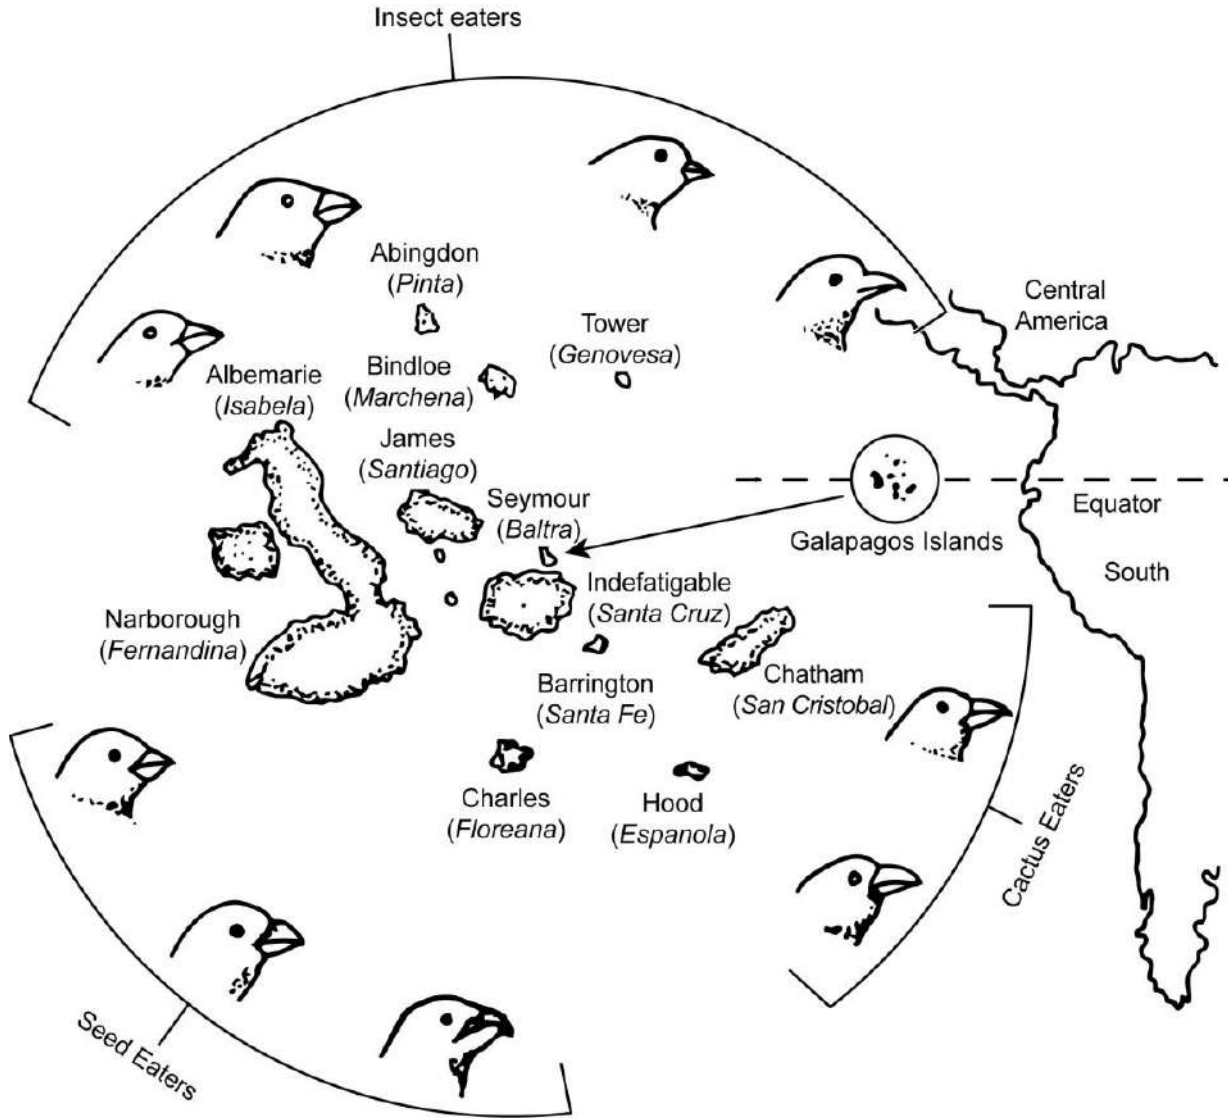 Insect eaters
Abingdon
(Pinta)
Central
America
Tower
(Genovesa)
Bindloe
(Marchena)
Albemarie
(Isabela)
James
(Santiago)
Seymour
(Baltra)
Equator
Galapagos Islands
South
Indefatigable
(Santa Cruz)
Narborough
(Fernandina)
Chatham
(San Cristobal)
Barrington
(Santa Fe)
Charles
(Floreana)
Hood
(Espanola)
Cactus Eaters
Seed Eaters